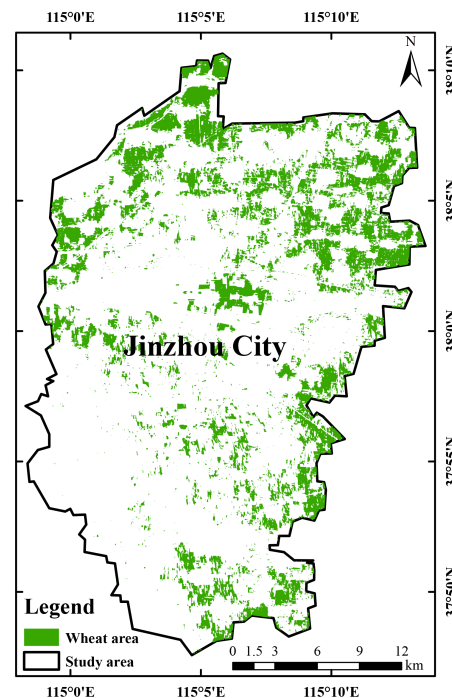 115°0'E 115°5'E 115°10'E
N
38°10'
38°5'
38°0'
Jinzhou City
37°55'
37°50'
Legend
Wheat area
Study area
0 1.5 3 6 9 12
km
115°0'E 115°5'E 115°10'E